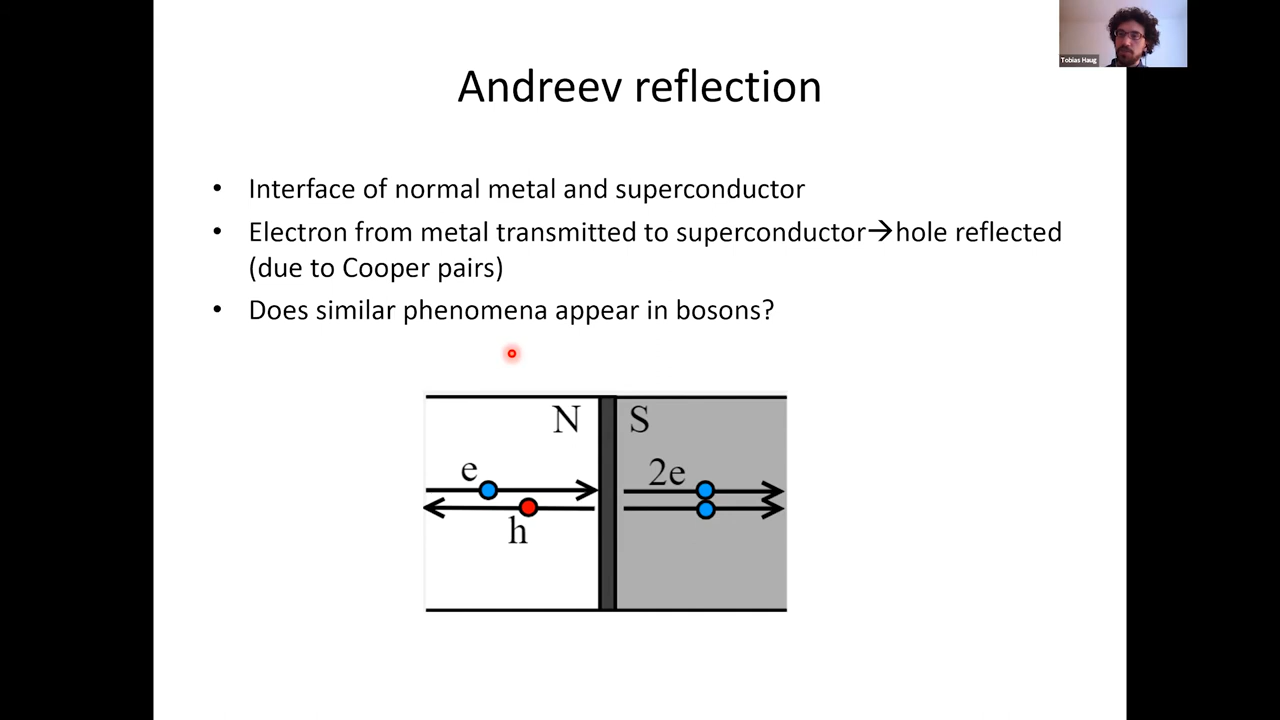 Tobias Haug
Andreev reflection
• Interface of normal metal and superconductor
• Electron from metal transmitted to superconductor→hole reflected
(due to Cooper pairs)
• Does similar phenomena appear in bosons?
N S
e 2e
h